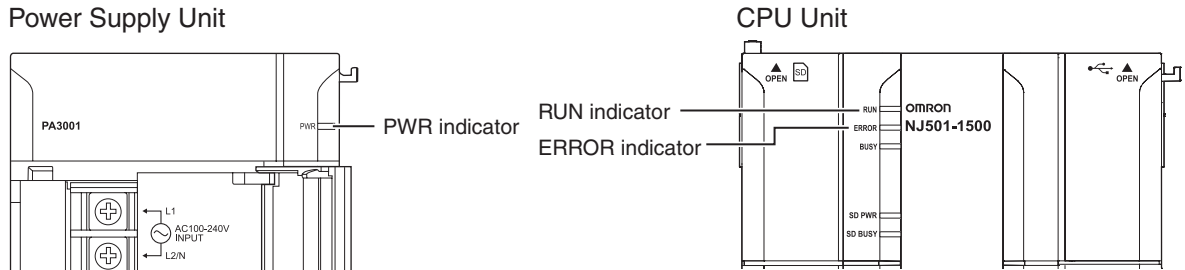 Power Supply Unit
PA3001
PWR
PWR indicator
L1
AC100-240V
INPUT
L2/N
CPU Unit
OPEN
SD
OPEN
RUN indicator
ERROR indicator
RUN
OMRON
ERROR
NJ501-1500
BUSY
SD PWR
SD BUSY